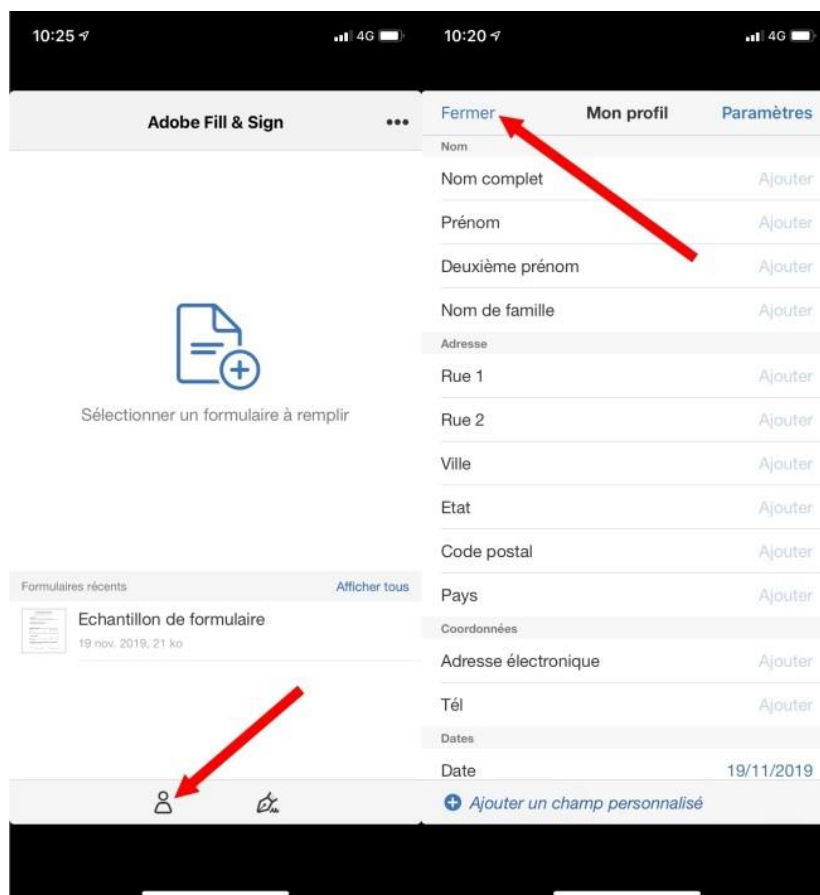 10:25
4G
Adobe Fill & Sign
•••
Sélectionner un formulaire à remplir
Formulaires récents
Afficher tous
Echantillon de formulaire
19 nov. 2019, 21 ko
10:20
4G
Fermer
Mon profil
Paramètres
Nom
Nom complet
Ajouter
Prénom
Ajouter
Deuxième prénom
Ajouter
Nom de famille
Ajouter
Adresse
Rue 1
Ajouter
Rue 2
Ajouter
Ville
Ajouter
Etat
Ajouter
Code postal
Ajouter
Pays
Ajouter
Coordonnées
Adresse électronique
Ajouter
Tél
Ajouter
Dates
Date
19/11/2019
Ajouter un champ personnalisé